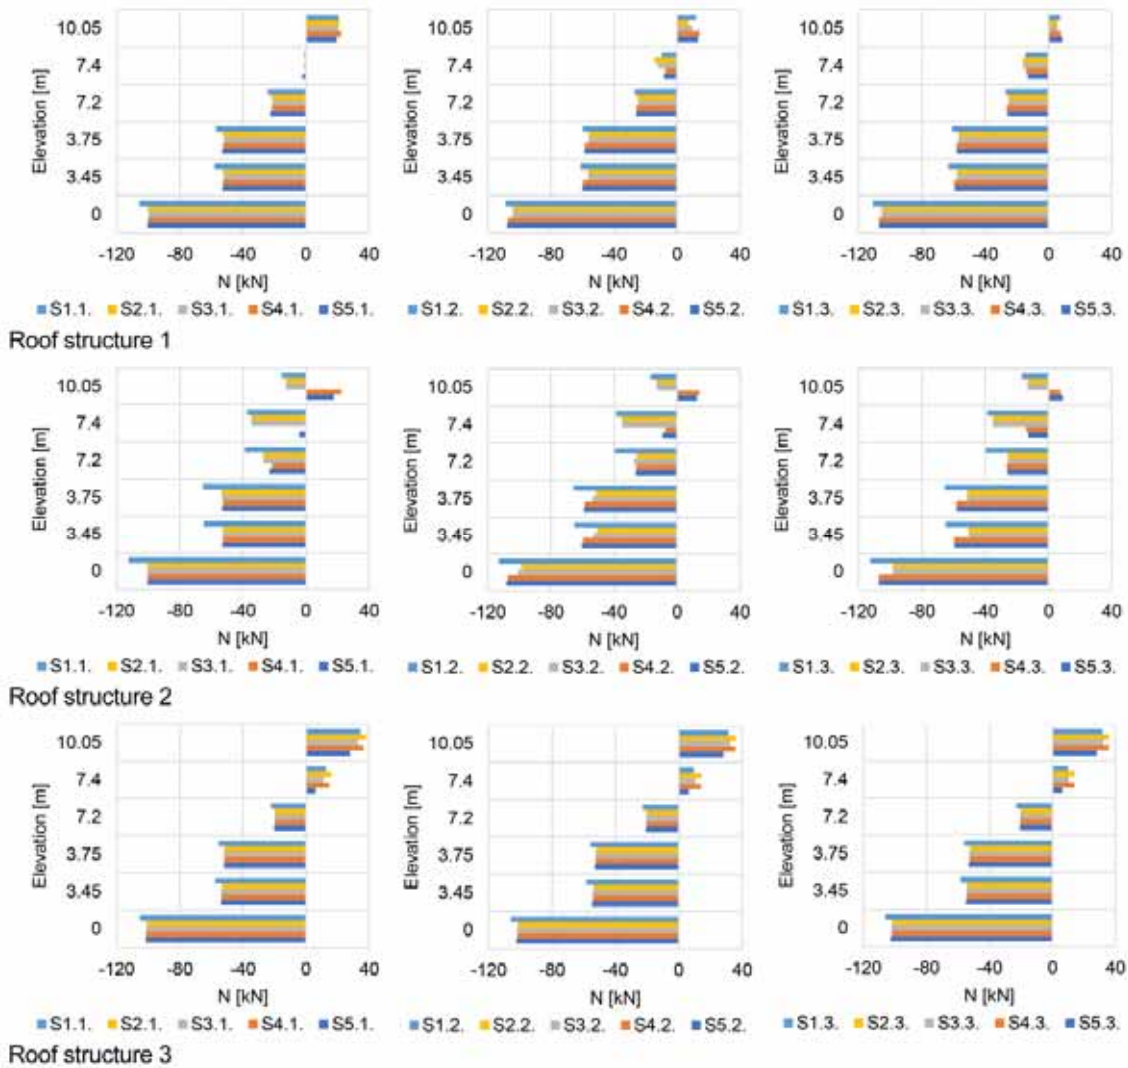 10.05 10.05 10.05
7.4 7.4 7.4
7.2 7.2 7.2
3.75 3.75 3.75
3.45 3.45 3.45
0 0 0
Elevation [m] Elevation [m] Elevation [m]
-120 -80 -40 0 40 -120 -80 -40 0 40 -120 -80 -40 0 40
N [kN] N [kN] N [kN]
S1.1. S2.1. S3.1. S4.1. S5.1. S1.2. S2.2. S3.2. S4.2. S5.2. S1.3. S2.3. S3.3. S4.3. S5.3.
Roof structure 1
10.05 10.05 10.05
7.4 7.4 7.4
7.2 7.2 7.2
3.75 3.75 3.75
3.45 3.45 3.45
0 0 0
Elevation [m] Elevation [m] Elevation [m]
-120 -80 -40 0 40 -120 -80 -40 0 40 -120 -80 -40 0 40
N [kN] N [kN] N [kN]
S1.1. S2.1. S3.1. S4.1. S5.1. S1.2. S2.2. S3.2. S4.2. S5.2. S1.3. S2.3. S3.3. S4.3. S5.3.
Roof structure 2
10.05 10.05 10.05
7.4 7.4 7.4
7.2 7.2 7.2
3.75 3.75 3.75
3.45 3.45 3.45
0 0 0
Elevation [m] Elevation [m] Elevation [m]
-120 -80 -40 0 40 -120 -80 -40 0 40 -120 -80 -40 0 40
N [kN] N [kN] N [kN]
S1.1. S2.1. S3.1. S4.1. S5.1. S1.2. S2.2. S3.2. S4.2. S5.2. S1.3. S2.3. S3.3. S4.3. S5.3.
Roof structure 3